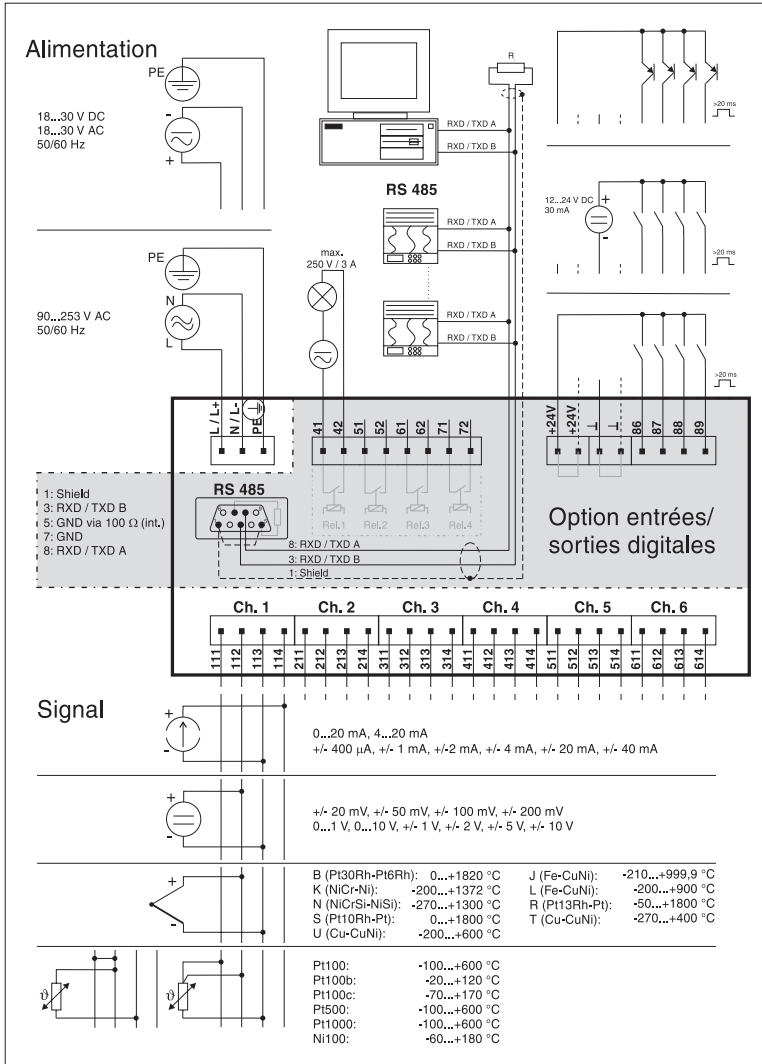 Alimentation
PE
18...30 V DC
18...30 V AC
50/60 Hz
-
+
PE
N
90...253 V AC
50/60 Hz
L
R
RXD / TXD A
RXD / TXD B
RS 485
RXD / TXD A
RXD / TXD B
RXD / TXD A
RXD / TXD B
max.
250 V / 3 A
>20 ms
12...24 V DC
30 mA
+
-
>20 ms
>20 ms
L / L+
N / L-
PE
41
42
51
52
61
62
71
72
+24V
+24V
⊥
⊥
86
87
88
89
Rel.1
Rel.2
Rel.3
Rel.4
1: Shield
3: RXD / TXD B
5: GND via 100 Ω (int.)
7: GND
8: RXD / TXD A
RS 485
8: RXD / TXD A
3: RXD / TXD B
1: Shield
Option entrées/
sorties digitales
Ch. 1
Ch. 2
Ch. 3
Ch. 4
Ch. 5
Ch. 6
111
112
113
114
211
212
213
214
311
312
313
314
411
412
413
414
511
512
513
514
611
612
613
614
Signal
+
-
0...20 mA, 4...20 mA
+/- 400 µA, +/- 1 mA, +/-2 mA, +/- 4 mA, +/- 20 mA, +/- 40 mA
+
-
+/- 20 mV, +/- 50 mV, +/- 100 mV, +/- 200 mV
0...1 V, 0...10 V, +/- 1 V, +/- 2 V, +/- 5 V, +/- 10 V
+
-
B (Pt30Rh-Pt6Rh): 0...+1820 °C J (Fe-CuNi): -210...+999,9 °C
K (NiCr-Ni): -200...+1372 °C L (Fe-CuNi): -200...+900 °C
N (NiCrSi-NiSi): -270...+1300 °C R (Pt13Rh-Pt): -50...+1800 °C
S (Pt10Rh-Pt): 0...+1800 °C T (Cu-CuNi): -270...+400 °C
U (Cu-CuNi): -200...+600 °C
ϑ
ϑ
Pt100: -100...+600 °C
Pt100b: -20...+120 °C
Pt100c: -70...+170 °C
Pt500: -100...+600 °C
Pt1000: -100...+600 °C
Ni100: -60...+180 °C